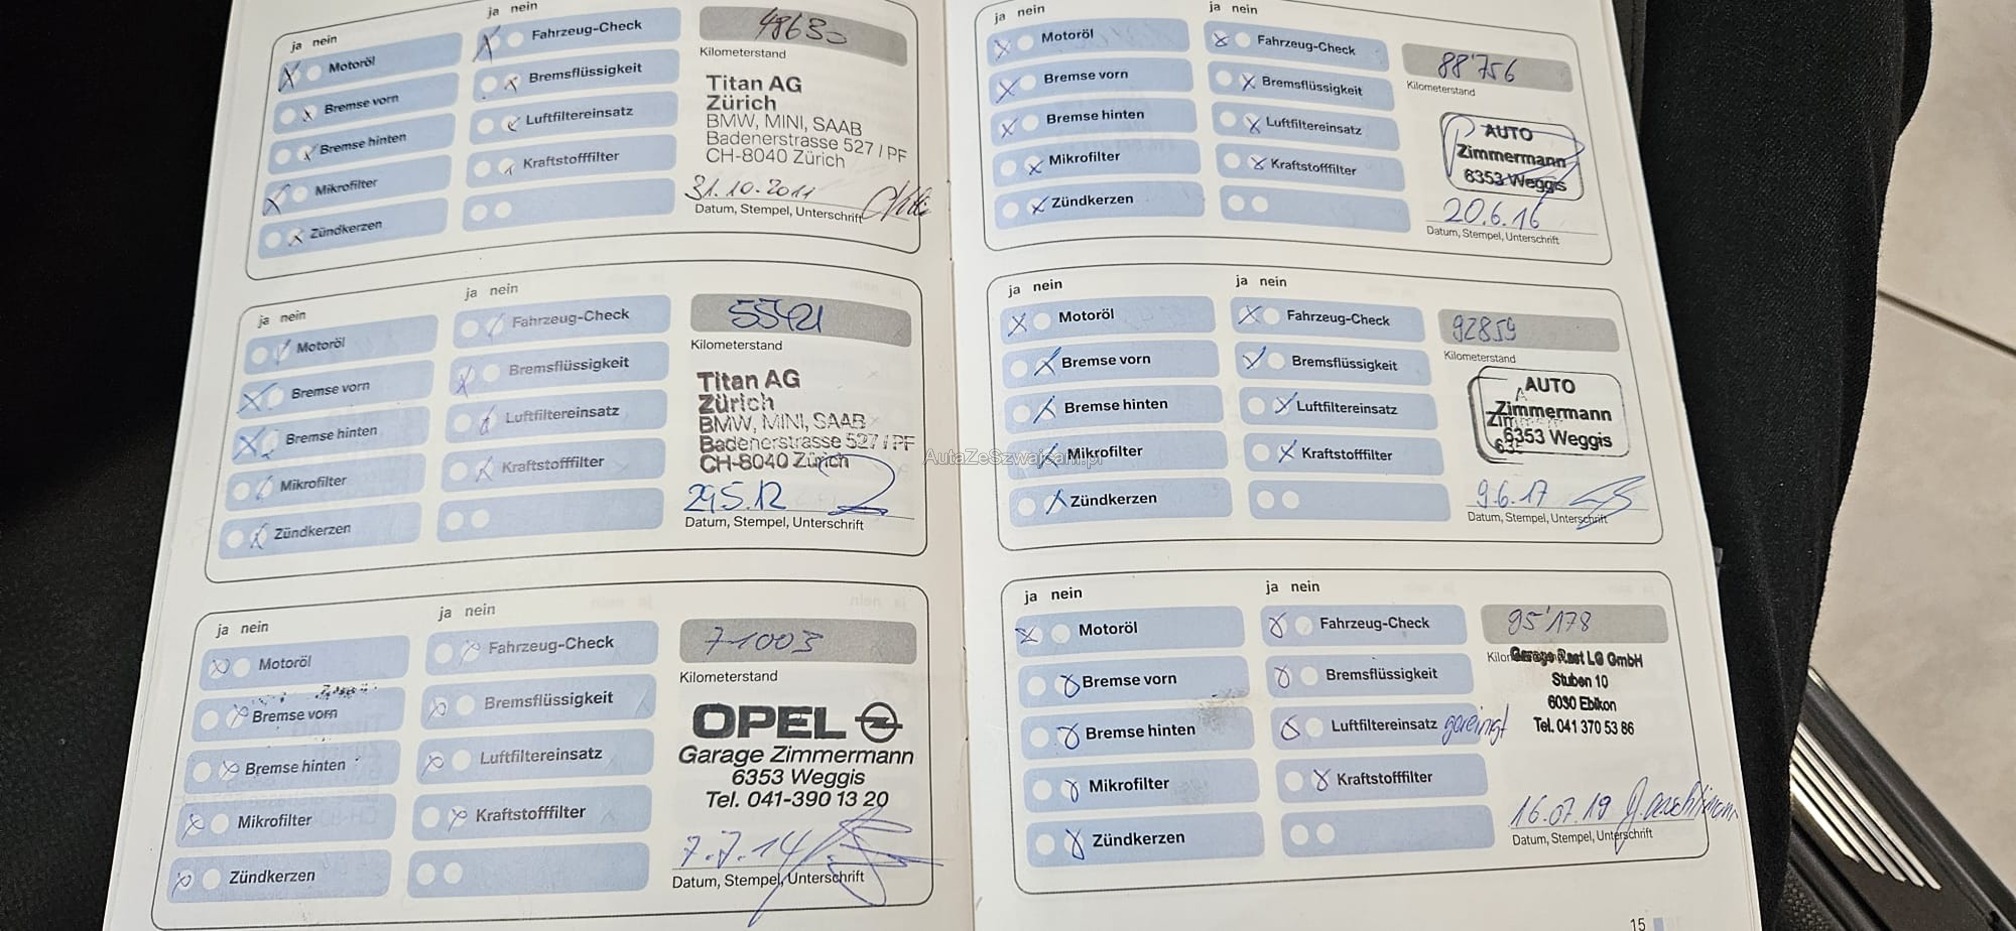 ja nein
ja nein
Motoröl
Fahrzeug-Check
Bremse vorn
Bremsflüssigkeit
Bremse hinten
Luftfiltereinsatz
Mikrofilter
Kraftstofffilter
Zündkerzen
48630
Kilometerstand
Titan AG
Zürich
BMW, MINI, SAAB
Badenerstrasse 527 / PF
CH-8040 Zürich
31.10.2011
Datum, Stempel, Unterschrift
ja nein
ja nein
Motoröl
Fahrzeug-Check
Bremse vorn
Bremsflüssigkeit
Bremse hinten
Luftfiltereinsatz
Mikrofilter
Kraftstofffilter
Zündkerzen
55421
Kilometerstand
Titan AG
Zürich
BMW, MINI, SAAB
Badenerstrasse 527 / PF
CH-8040 Zürich
29.5.12
Datum, Stempel, Unterschrift
ja nein
ja nein
Motoröl
Fahrzeug-Check
Bremse vorn
Bremsflüssigkeit
Bremse hinten
Luftfiltereinsatz
Mikrofilter
Kraftstofffilter
Zündkerzen
71003
Kilometerstand
OPEL
Garage Zimmermann
6353 Weggis
Tel. 041-390 13 20
7.7.14
Datum, Stempel, Unterschrift
ja nein
ja nein
Motoröl
Fahrzeug-Check
Bremse vorn
Bremsflüssigkeit
Bremse hinten
Luftfiltereinsatz
Mikrofilter
Kraftstofffilter
Zündkerzen
88'756
Kilometerstand
AUTO
Zimmermann
6353 Weggis
20.6.16
Datum, Stempel, Unterschrift
ja nein
ja nein
Motoröl
Fahrzeug-Check
Bremse vorn
Bremsflüssigkeit
Bremse hinten
Luftfiltereinsatz
Mikrofilter
Kraftstofffilter
Zündkerzen
92859
Kilometerstand
AUTO
Zimmermann
6353 Weggis
9.6.17
Datum, Stempel, Unterschrift
ja nein
ja nein
Motoröl
Fahrzeug-Check
Bremse vorn
Bremsflüssigkeit
Bremse hinten
Luftfiltereinsatz gereinigt
Mikrofilter
Kraftstofffilter
Zündkerzen
95'178
Garage Rast LG GmbH
Stuben 10
6030 Ebikon
Tel. 041 370 53 86
16.07.19
Datum, Stempel, Unterschrift
15
AutaZeSzwajcarii.pl